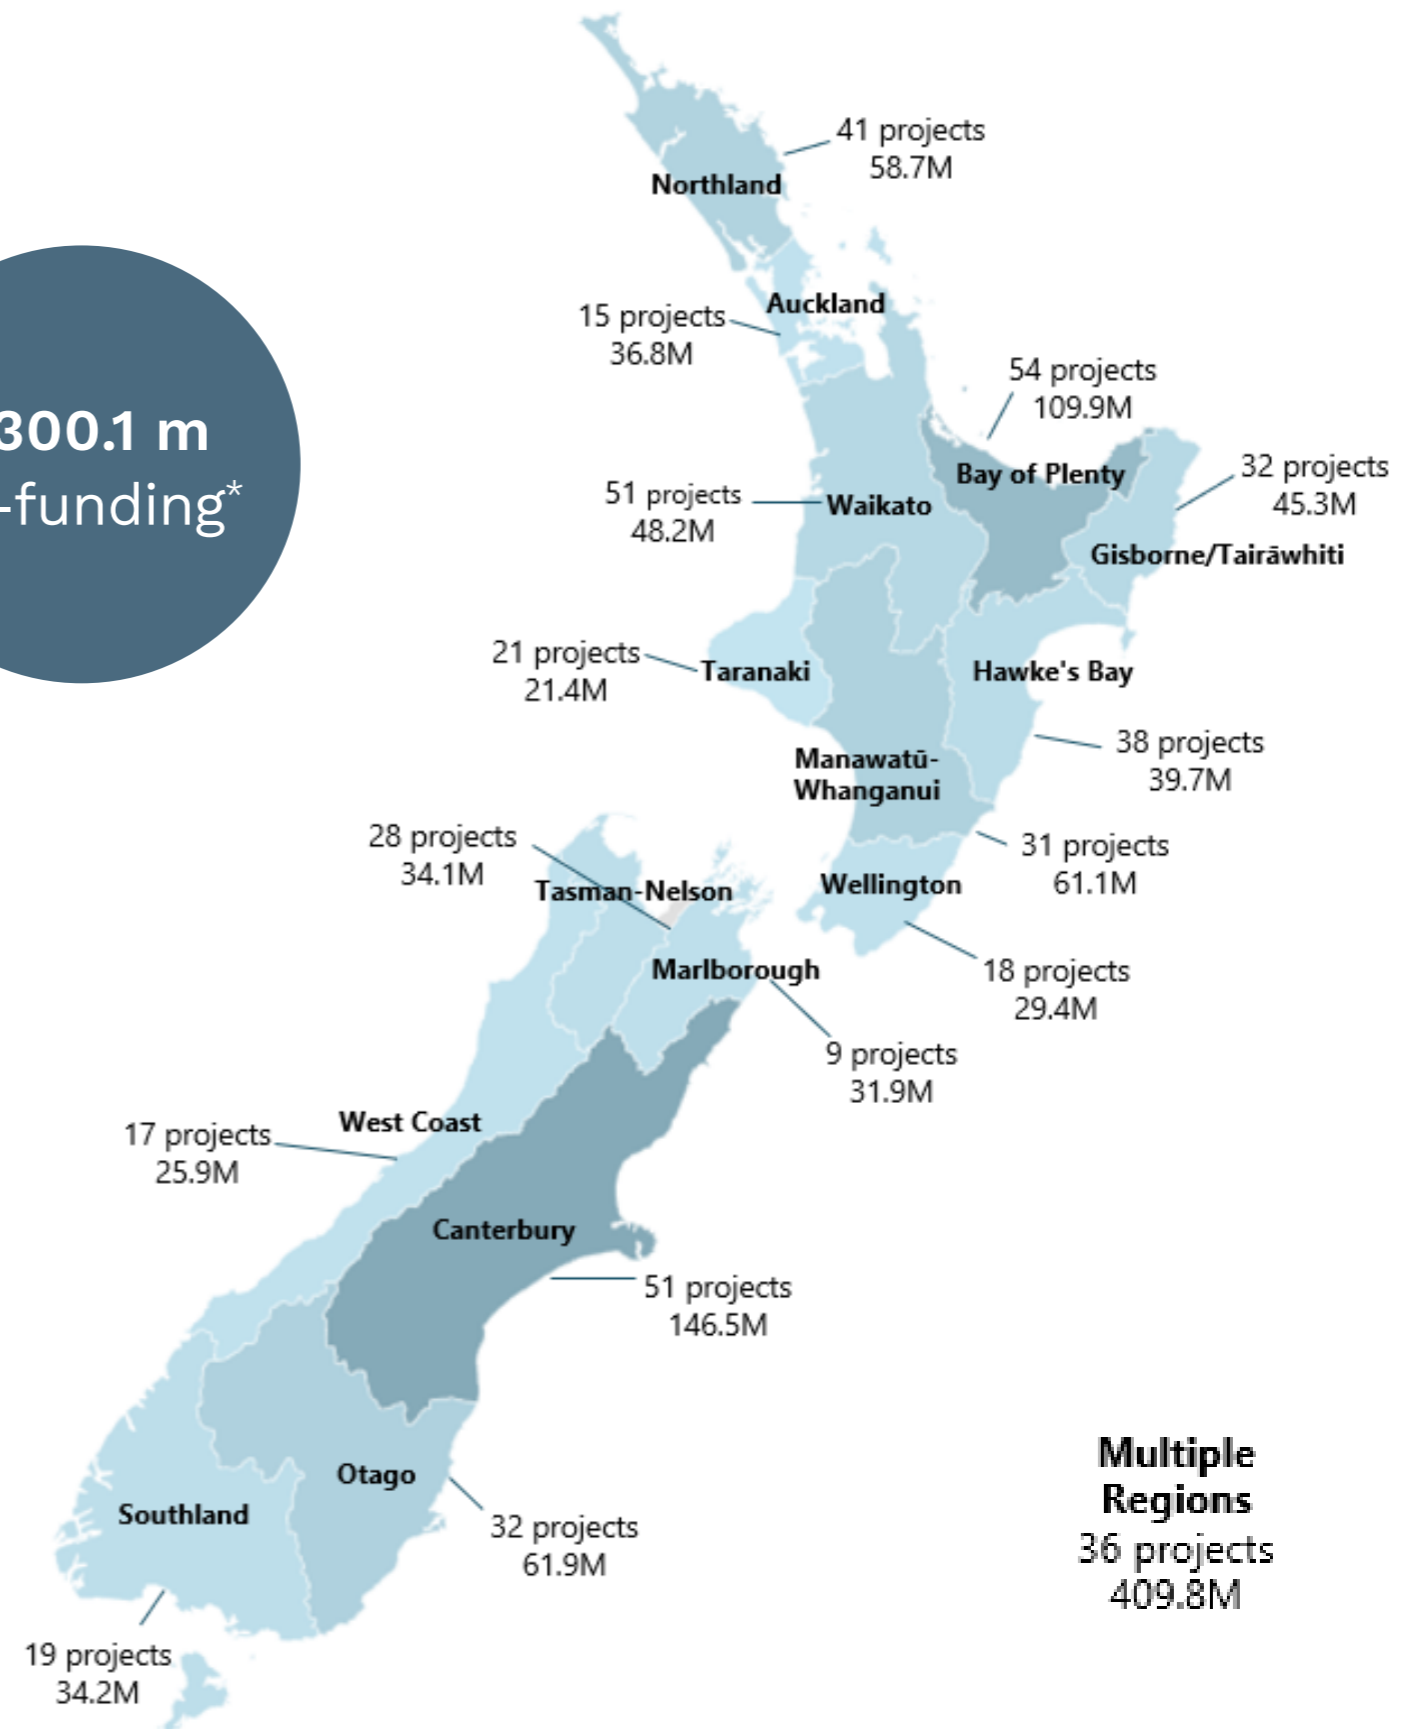 41 projects
58.7M
Northland
Auckland
15 projects
36.8M
54 projects
109.9M
300.1 m
-funding*
Bay of Plenty
32 projects
45.3M
51 projects
48.2M
Waikato
Gisborne/Tairāwhiti
21 projects
21.4M
Taranaki
Hawke's Bay
38 projects
39.7M
Manawatū-
Whanganui
28 projects
34.1M
31 projects
61.1M
Tasman-Nelson
Wellington
Marlborough
18 projects
29.4M
9 projects
31.9M
West Coast
17 projects
25.9M
Canterbury
51 projects
146.5M
Multiple
Regions
36 projects
409.8M
Otago
Southland
32 projects
61.9M
19 projects
34.2M